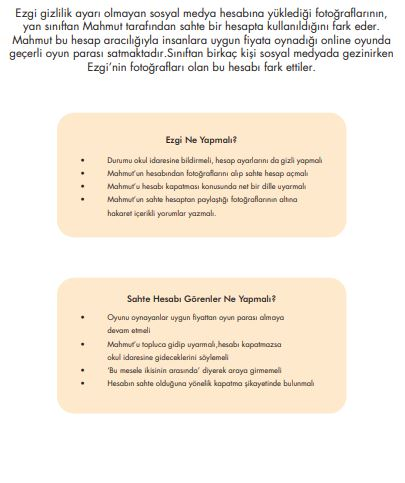 Ezgi gizlilik ayarı olmayan sosyal medya hesabına yüklediği fotoğraflarının,
yan sınıftan Mahmut tarafından sahte bir hesapta kullanıldığını fark eder.
Mahmut bu hesap aracılığıyla insanlara uygun fiyata oynadığı online oyunda
geçerli oyun parası satmaktadır.Sınıftan birkaç kişi sosyal medyada gezinirken
Ezgi'nin fotoğrafları olan bu hesabı fark ettiler.
Ezgi Ne Yapmalı?
• Durumu okul idaresine bildirmeli, hesap ayarlarını da gizli yapmalı
• Mahmut'un hesabından fotoğraflarını alıp sahte hesap açmalı
• Mahmut'u hesabı kapatması konusunda net bir dille uyarmalı
• Mahmut'un sahte hesaptan paylaştığı fotoğraflarının altına
hakaret içerikli yorumlar yazmalı.
Sahte Hesabı Görenler Ne Yapmalı?
• Oyunu oynayanlar uygun fiyattan oyun parası almaya
devam etmeli
• Mahmut'u topluca gidip uyarmalı,hesabı kapatmazsa
okul idaresine gideceklerini söylemeli
• 'Bu mesele ikisinin arasında' diyerek araya girmemeli
• Hesabın sahte olduğuna yönelik kapatma şikayetinde bulunmalı